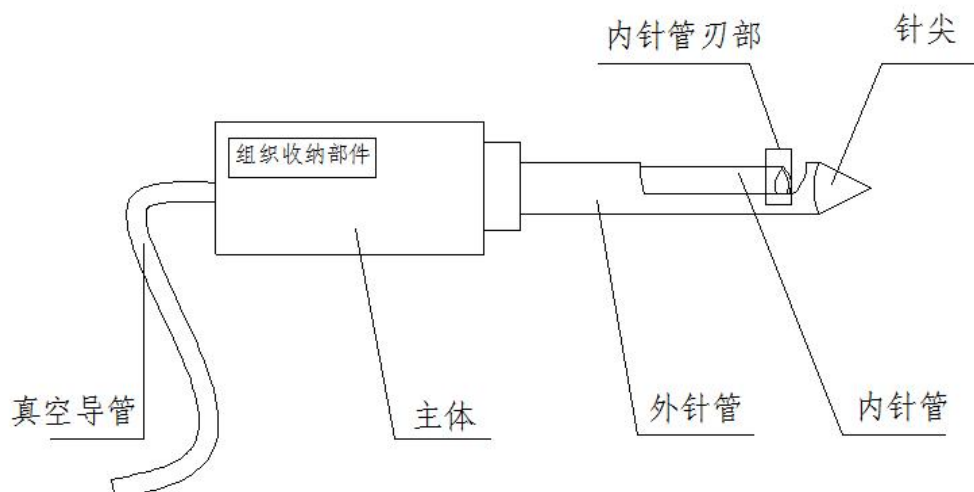 内针管刃部
针尖
组织收纳部件
真空导管
主体
外针管
内针管